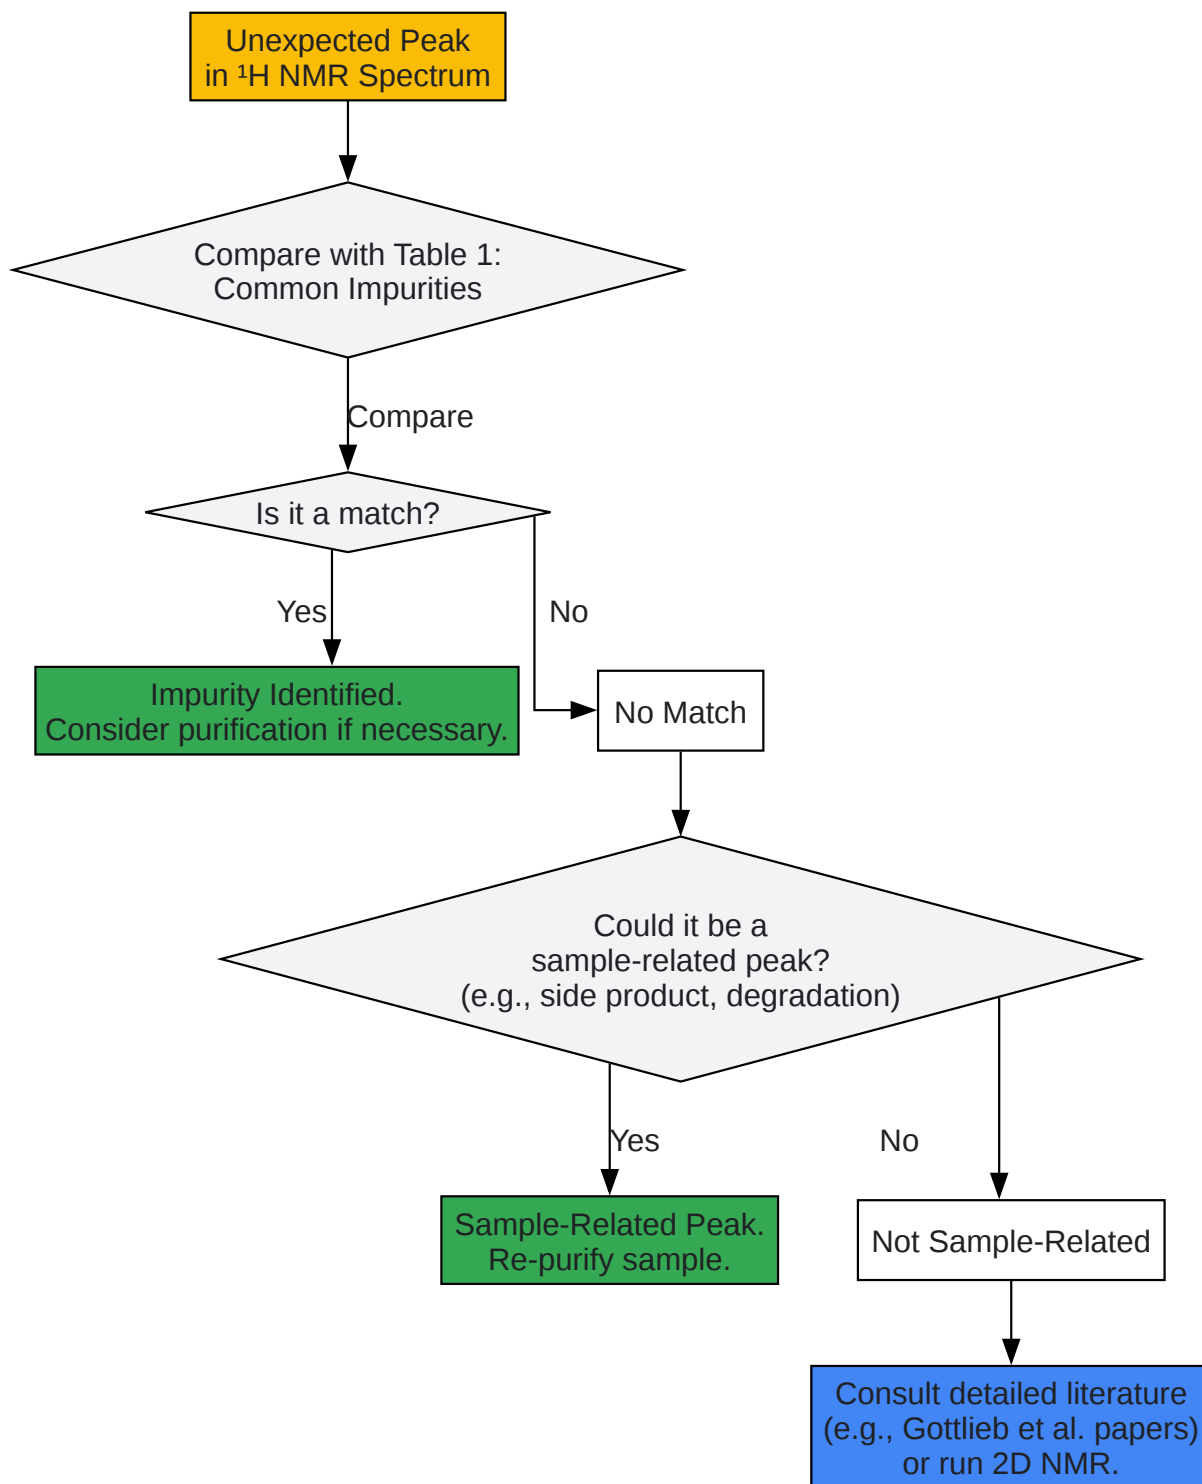 Unexpected Peak
in ¹H NMR Spectrum
Compare with Table 1:
Common Impurities
Compare
Is it a match?
Yes
No
Impurity Identified.
Consider purification if necessary.
No Match
Could it be a
sample-related peak?
(e.g., side product, degradation)
Yes
No
Sample-Related Peak.
Re-purify sample.
Not Sample-Related
Consult detailed literature
(e.g., Gottlieb et al. papers)
or run 2D NMR.